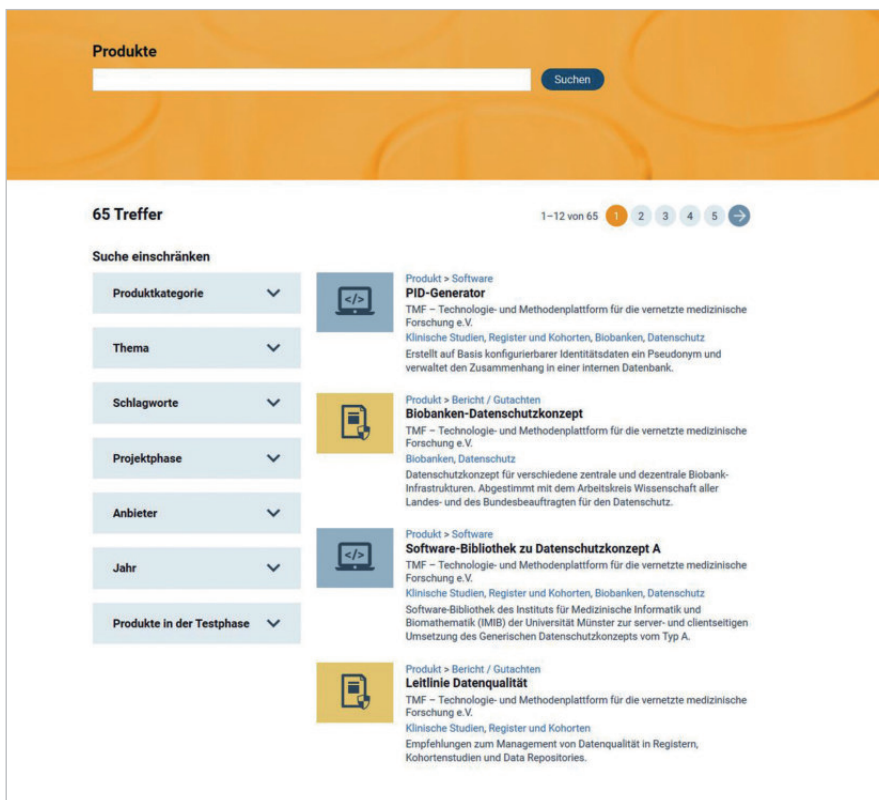 Produkte
Suchen
65 Treffer
1–12 von 65 1 2 3 4 5
Suche einschränken
Produktkategorie
Thema
Schlagworte
Projektphase
Anbieter
Jahr
Produkte in der Testphase
Produkt > Software
PID-Generator
TMF – Technologie- und Methodenplattform für die vernetzte medizinische
Forschung e.V.
Klinische Studien, Register und Kohorten, Biobanken, Datenschutz
Erstellt auf Basis konfigurierbarer Identitätsdaten ein Pseudonym und
verwaltet den Zusammenhang in einer internen Datenbank.
Produkt > Bericht / Gutachten
Biobanken-Datenschutzkonzept
TMF – Technologie- und Methodenplattform für die vernetzte medizinische
Forschung e.V.
Biobanken, Datenschutz
Datenschutzkonzept für verschiedene zentrale und dezentrale Biobank-
Infrastrukturen. Abgestimmt mit dem Arbeitskreis Wissenschaft aller
Landes- und des Bundesbeauftragten für den Datenschutz.
Produkt > Software
Software-Bibliothek zu Datenschutzkonzept A
TMF – Technologie- und Methodenplattform für die vernetzte medizinische
Forschung e.V.
Klinische Studien, Register und Kohorten, Biobanken, Datenschutz
Software-Bibliothek des Instituts für Medizinische Informatik und
Biomathematik (IMIB) der Universität Münster zur server- und clientseitigen
Umsetzung des Generischen Datenschutzkonzepts vom Typ A.
Produkt > Bericht / Gutachten
Leitlinie Datenqualität
TMF – Technologie- und Methodenplattform für die vernetzte medizinische
Forschung e.V.
Klinische Studien, Register und Kohorten
Empfehlungen zum Management von Datenqualität in Registern,
Kohortenstudien und Data Repositories.